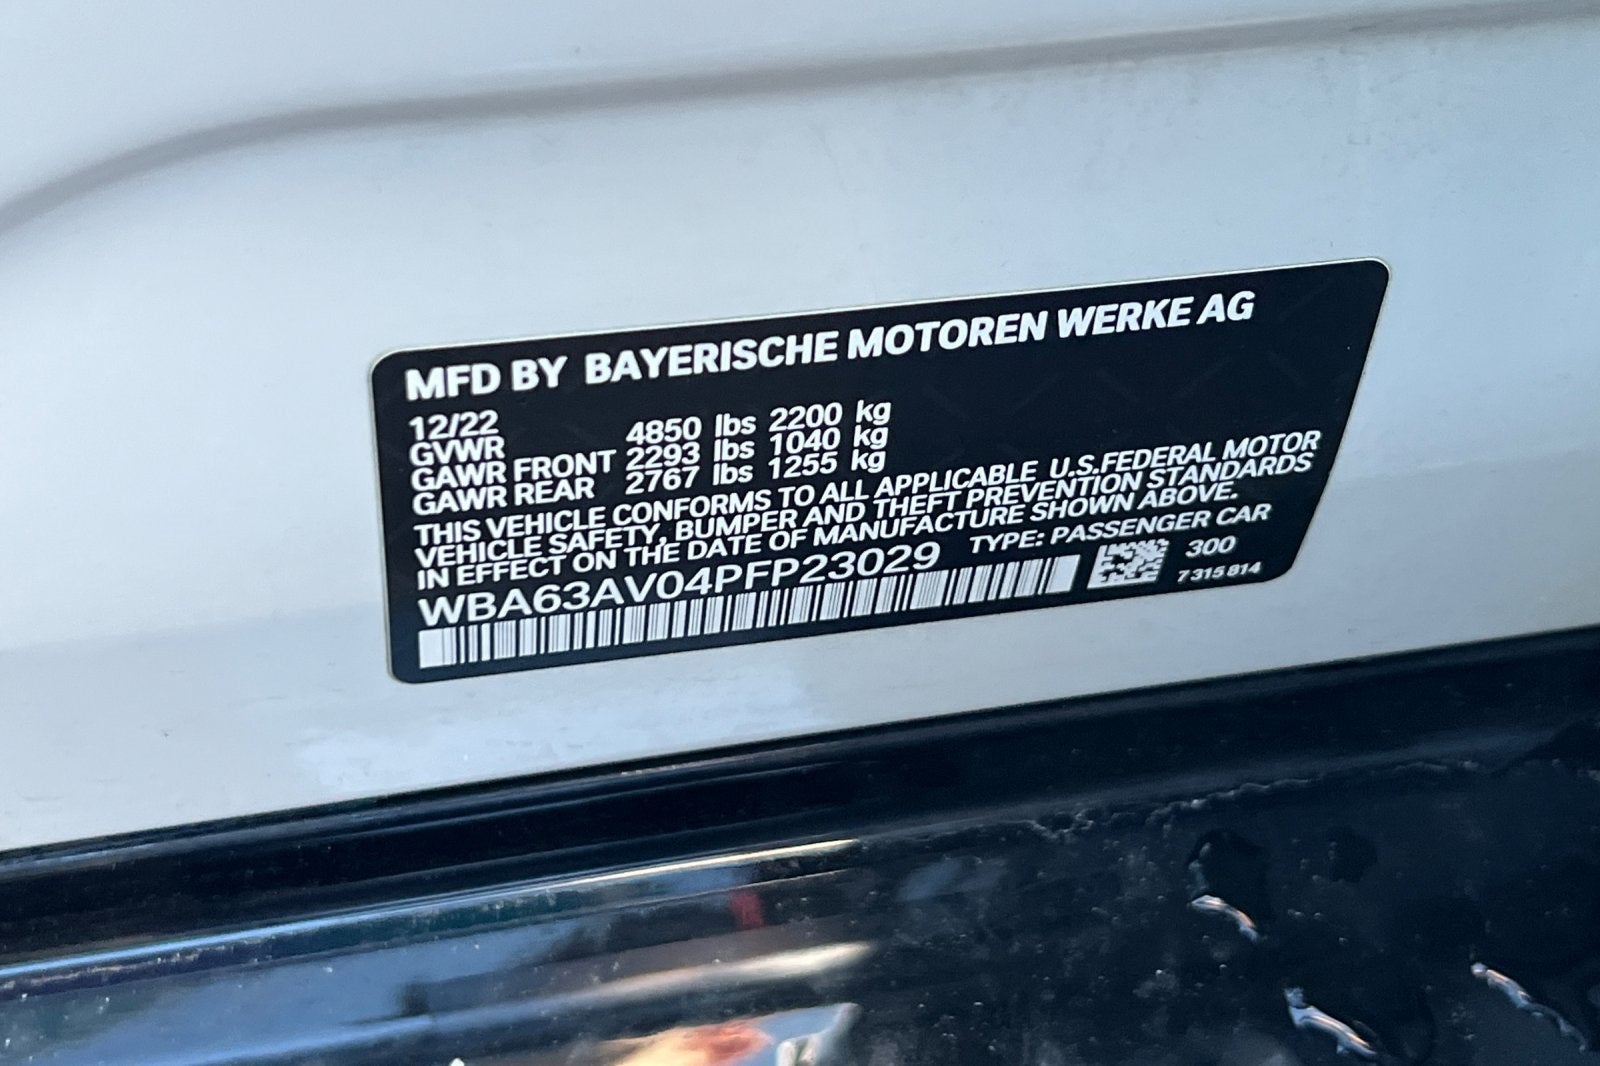 MFD BY BAYERISCHE MOTOREN WERKE AG
12/22
GVWR 4850 lbs 2200 kg
GAWR FRONT 2293 lbs 1040 kg
GAWR REAR 2767 lbs 1255 kg
THIS VEHICLE CONFORMS TO ALL APPLICABLE U.S.FEDERAL MOTOR
VEHICLE SAFETY, BUMPER AND THEFT PREVENTION STANDARDS
IN EFFECT ON THE DATE OF MANUFACTURE SHOWN ABOVE.
WBA63AV04PFP23029 TYPE: PASSENGER CAR
300
7 315 814